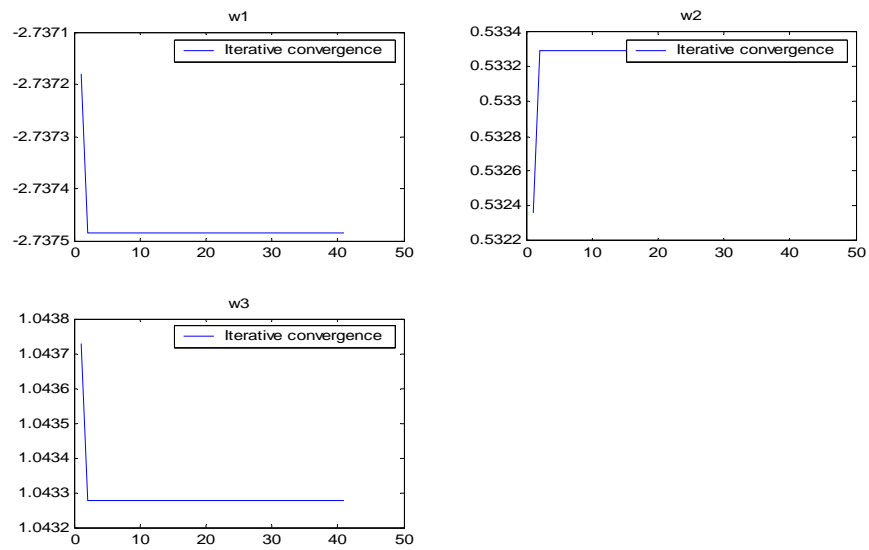 w1
Iterative convergence
-2.7371
-2.7372
-2.7373
-2.7374
-2.7375
0 10 20 30 40 50
w2
Iterative convergence
0.5334
0.5332
0.533
0.5328
0.5326
0.5324
0.5322
0 10 20 30 40 50
w3
Iterative convergence
1.0438
1.0437
1.0436
1.0435
1.0434
1.0433
1.0432
0 10 20 30 40 50